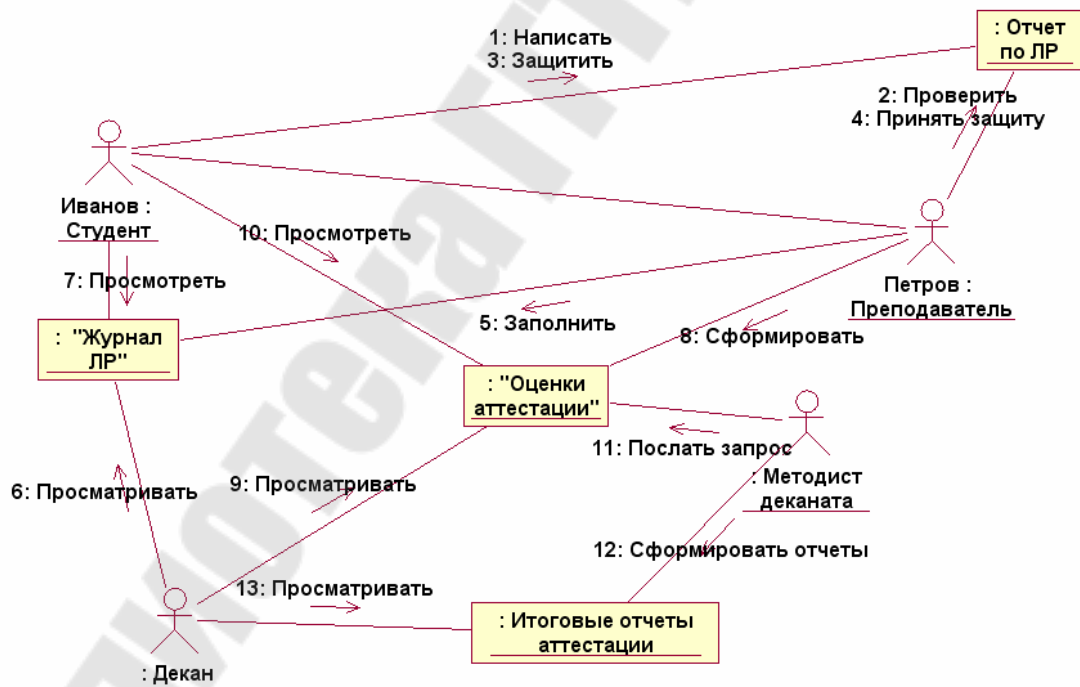 1: Написать
3: Защитить
: Отчет
по ЛР
2: Проверить
4: Принять защиту
Иванов :
Студент
10: Просмотреть
7: Просмотреть
Петров :
Преподаватель
5: Заполнить
8: Сформировать
: "Журнал
ЛР"
: "Оценки
аттестации"
11: Послать запрос
: Методист
деканата
6: Просматривать
9: Просматривать
12: Сформировать отчеты
13: Просматривать
: Итоговые отчеты
аттестации
: Декан